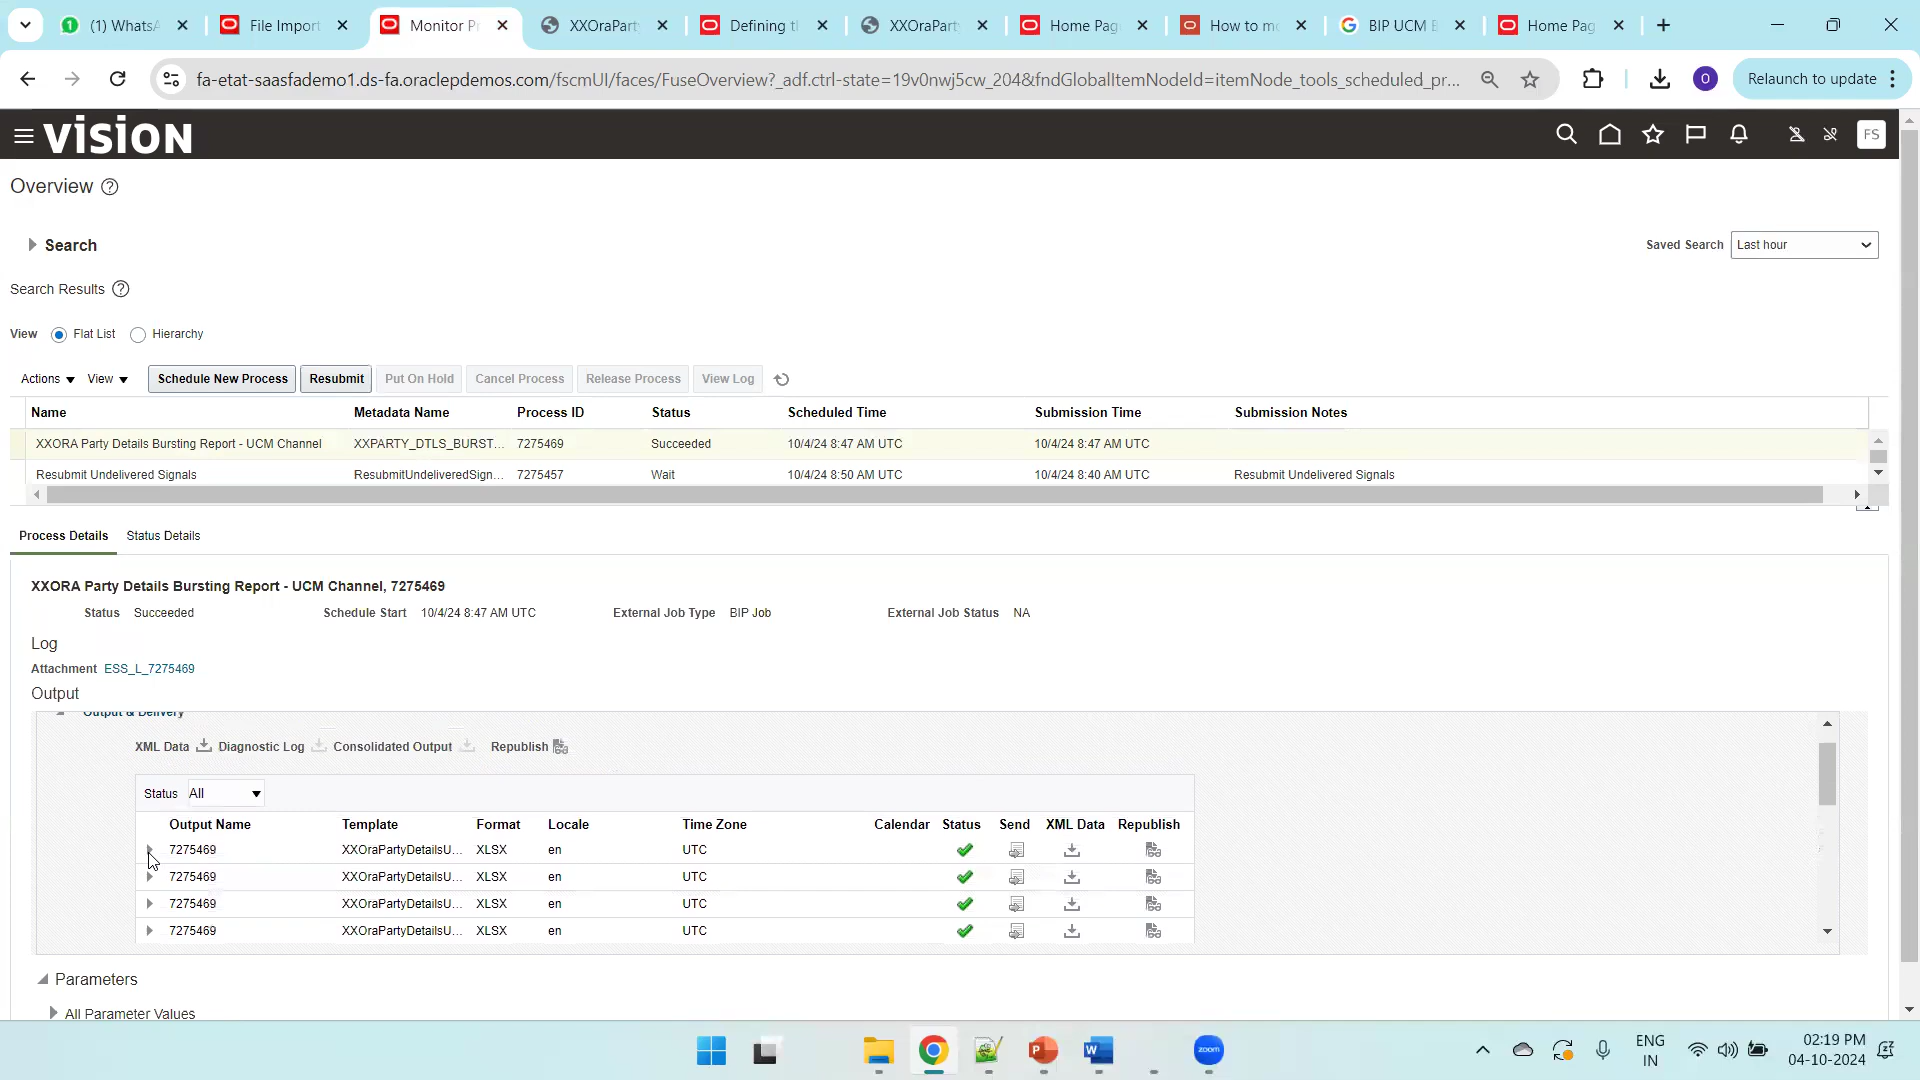 (1) Whats
File Import
Monitor P
XXOraParty
Defining t
XXOraParty
Home Pag
How to m
BIP UCM B
Home Pag
fa-etat-saasfademo1.ds-fa.oraclepdemos.com/fscmUI/faces/FuseOverview?_adf.ctrl-state=19v0nwj5cw_204&fndGlobalItemNodeId=itemNode_tools_scheduled_pr...
O
Relaunch to update
VISION
FS
Overview
Search
Saved Search Last hour
Search Results
View Flat List Hierarchy
Actions View Schedule New Process Resubmit Put On Hold Cancel Process Release Process View Log
Name Metadata Name Process ID Status Scheduled Time Submission Time Submission Notes
XXORA Party Details Bursting Report - UCM Channel XXPARTY_DTLS_BURST... 7275469 Succeeded 10/4/24 8:47 AM UTC 10/4/24 8:47 AM UTC
Resubmit Undelivered Signals ResubmitUndeliveredSign... 7275457 Wait 10/4/24 8:50 AM UTC 10/4/24 8:40 AM UTC Resubmit Undelivered Signals
Process Details Status Details
XXORA Party Details Bursting Report - UCM Channel, 7275469
Status Succeeded Schedule Start 10/4/24 8:47 AM UTC External Job Type BIP Job External Job Status NA
Log
Attachment ESS_L_7275469
Output
Output & Delivery
XML Data Diagnostic Log Consolidated Output Republish
Status All
Output Name Template Format Locale Time Zone Calendar Status Send XML Data Republish
7275469 XXOraPartyDetailsU... XLSX en UTC
7275469 XXOraPartyDetailsU... XLSX en UTC
7275469 XXOraPartyDetailsU... XLSX en UTC
7275469 XXOraPartyDetailsU... XLSX en UTC
Parameters
All Parameter Values
zoom
ENG
IN
02:19 PM
04-10-2024